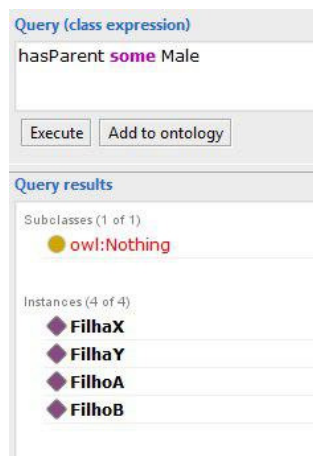 Query (class expression)
hasParent some Male
Execute
Add to ontology
Query results
Subclasses (1 of 1)
owl:Nothing
Instances (4 of 4)
FilhaX
FilhaY
FilhoA
FilhoB